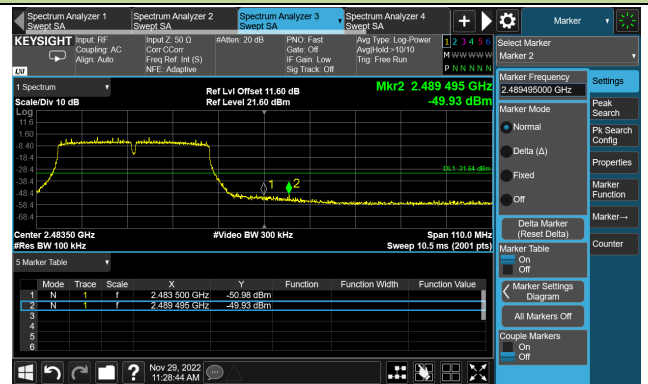 Spectrum Analyzer 1
Swept SA
Spectrum Analyzer 2
Swept SA
Spectrum Analyzer 3
Swept SA
Spectrum Analyzer 4
Swept SA
Marker
KEYSIGHT
LXI
Input: RF
Coupling: AC
Align: Auto
Input Z: 50 Ω
Corr CCorr
Freq Ref: Int (S)
NFE: Adaptive
#Atten: 20 dB
PNO: Fast
Gate: Off
IF Gain: Low
Sig Track: Off
Avg Type: Log-Power
Avg|Hold:>10/10
Trig: Free Run
1 2 3 4 5 6
M W W W W W
P N N N N N
Select Marker
Marker 2
1 Spectrum
Scale/Div 10 dB
Ref Lvl Offset 11.60 dB
Ref Level 21.60 dBm
Mkr2 2.489 495 GHz
-49.93 dBm
Log
11.6
1.60
-8.40
-18.4
-28.4
-38.4
-48.4
-58.4
-68.4
DL1 -31.64 dBm
1
2
Center 2.48350 GHz
#Res BW 100 kHz
#Video BW 300 kHz
Span 110.0 MHz
Sweep 10.5 ms (2001 pts)
5 Marker Table
Mode Trace Scale X Y Function Function Width Function Value
1 N 1 f 2.483 500 GHz -50.98 dBm
2 N 1 f 2.489 495 GHz -49.93 dBm
3
4
5
6
Marker Frequency
2.489495000 GHz
Marker Mode
Normal
Delta (Δ)
Fixed
Off
Delta Marker
(Reset Delta)
Marker Table
On
Off
Marker Settings
Diagram
All Markers Off
Couple Markers
On
Off
Settings
Peak
Search
Pk Search
Config
Properties
Marker
Function
Marker→
Counter
?
Nov 29, 2022
11:28:44 AM